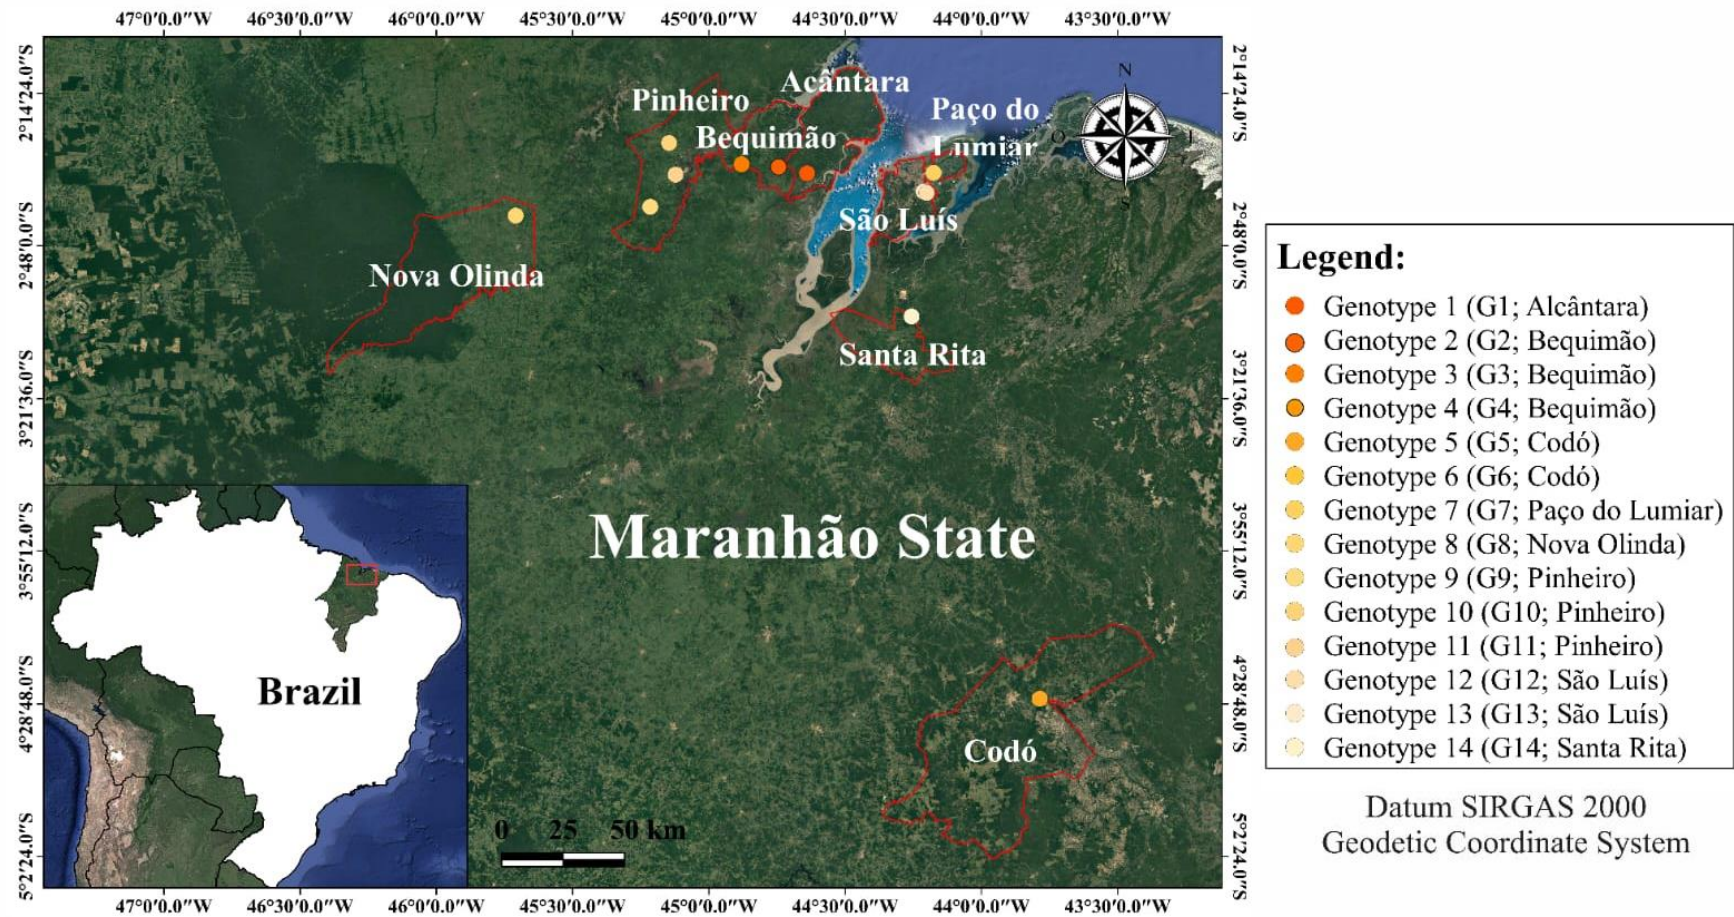 47°0'0.0"W 46°30'0.0"W 46°0'0.0"W 45°30'0.0"W 45°0'0.0"W 44°30'0.0"W 44°0'0.0"W 43°30'0.0"W
2°14'24.0"S
2°48'0.0"S
3°21'36.0"S
3°55'12.0"S
4°28'48.0"S
5°2'24.0"S
Acântara
Pinheiro
Paço do
Lumiar
Bequimão
São Luís
Nova Olinda
Santa Rita
Maranhão State
Codó
Brazil
N
O
S
0 25 50 km
2°14'24.0"S
2°48'0.0"S
3°21'36.0"S
3°55'12.0"S
4°28'48.0"S
5°2'24.0"S
47°0'0.0"W 46°30'0.0"W 46°0'0.0"W 45°30'0.0"W 45°0'0.0"W 44°30'0.0"W 44°0'0.0"W 43°30'0.0"W
Legend:
Genotype 1 (G1; Alcântara)
Genotype 2 (G2; Bequimão)
Genotype 3 (G3; Bequimão)
Genotype 4 (G4; Bequimão)
Genotype 5 (G5; Codó)
Genotype 6 (G6; Codó)
Genotype 7 (G7; Paço do Lumiar)
Genotype 8 (G8; Nova Olinda)
Genotype 9 (G9; Pinheiro)
Genotype 10 (G10; Pinheiro)
Genotype 11 (G11; Pinheiro)
Genotype 12 (G12; São Luís)
Genotype 13 (G13; São Luís)
Genotype 14 (G14; Santa Rita)
Datum SIRGAS 2000
Geodetic Coordinate System